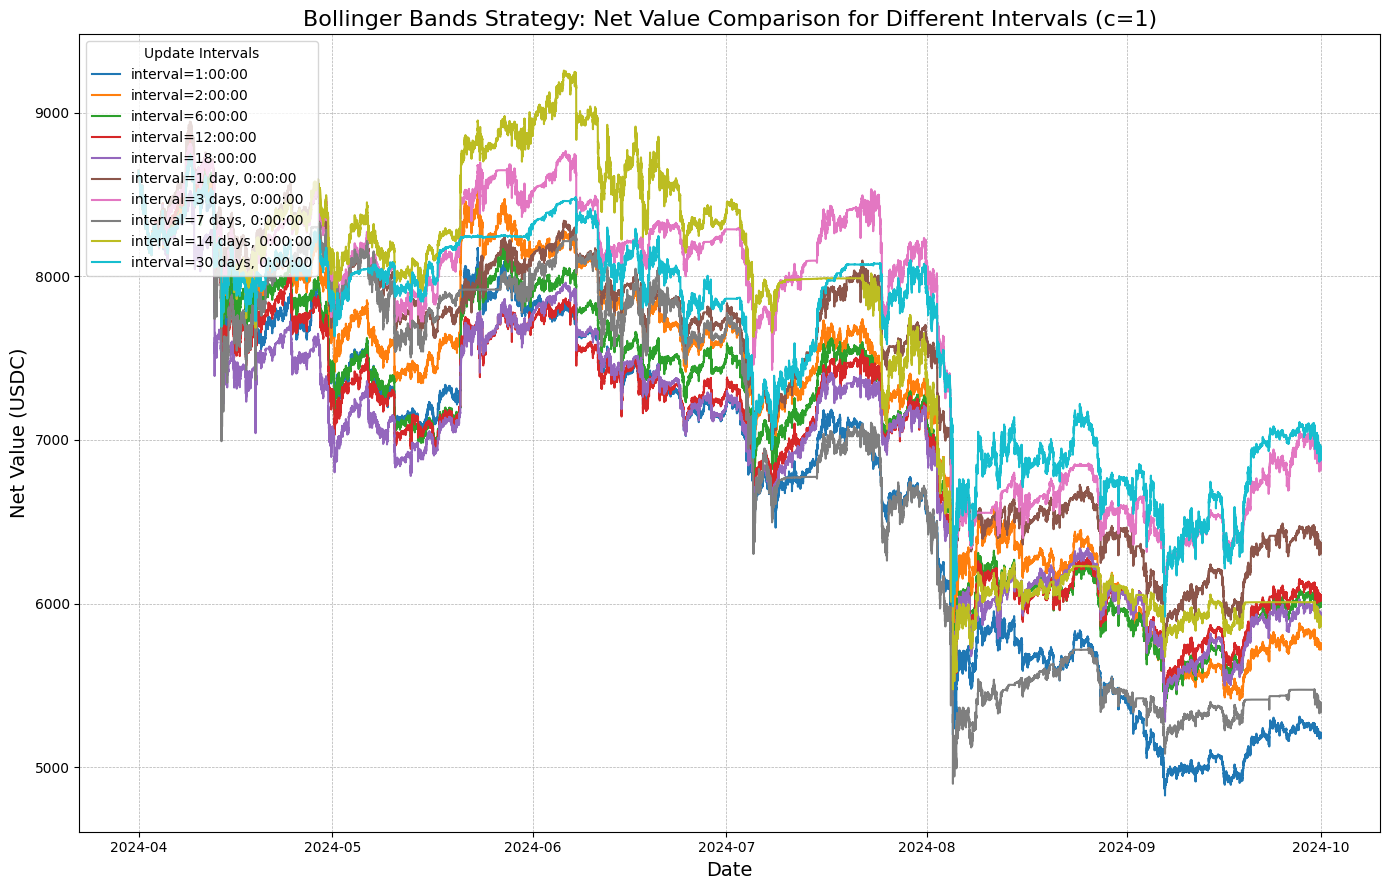 Bollinger Bands Strategy: Net Value Comparison for Different Intervals (c=1)
Update Intervals
interval=1:00:00
interval=2:00:00
interval=6:00:00
interval=12:00:00
interval=18:00:00
interval=1 day, 0:00:00
interval=3 days, 0:00:00
interval=7 days, 0:00:00
interval=14 days, 0:00:00
interval=30 days, 0:00:00
Net Value (USDC)
9000
8000
7000
6000
5000
2024-04
2024-05
2024-06
2024-07
2024-08
2024-09
2024-10
Date